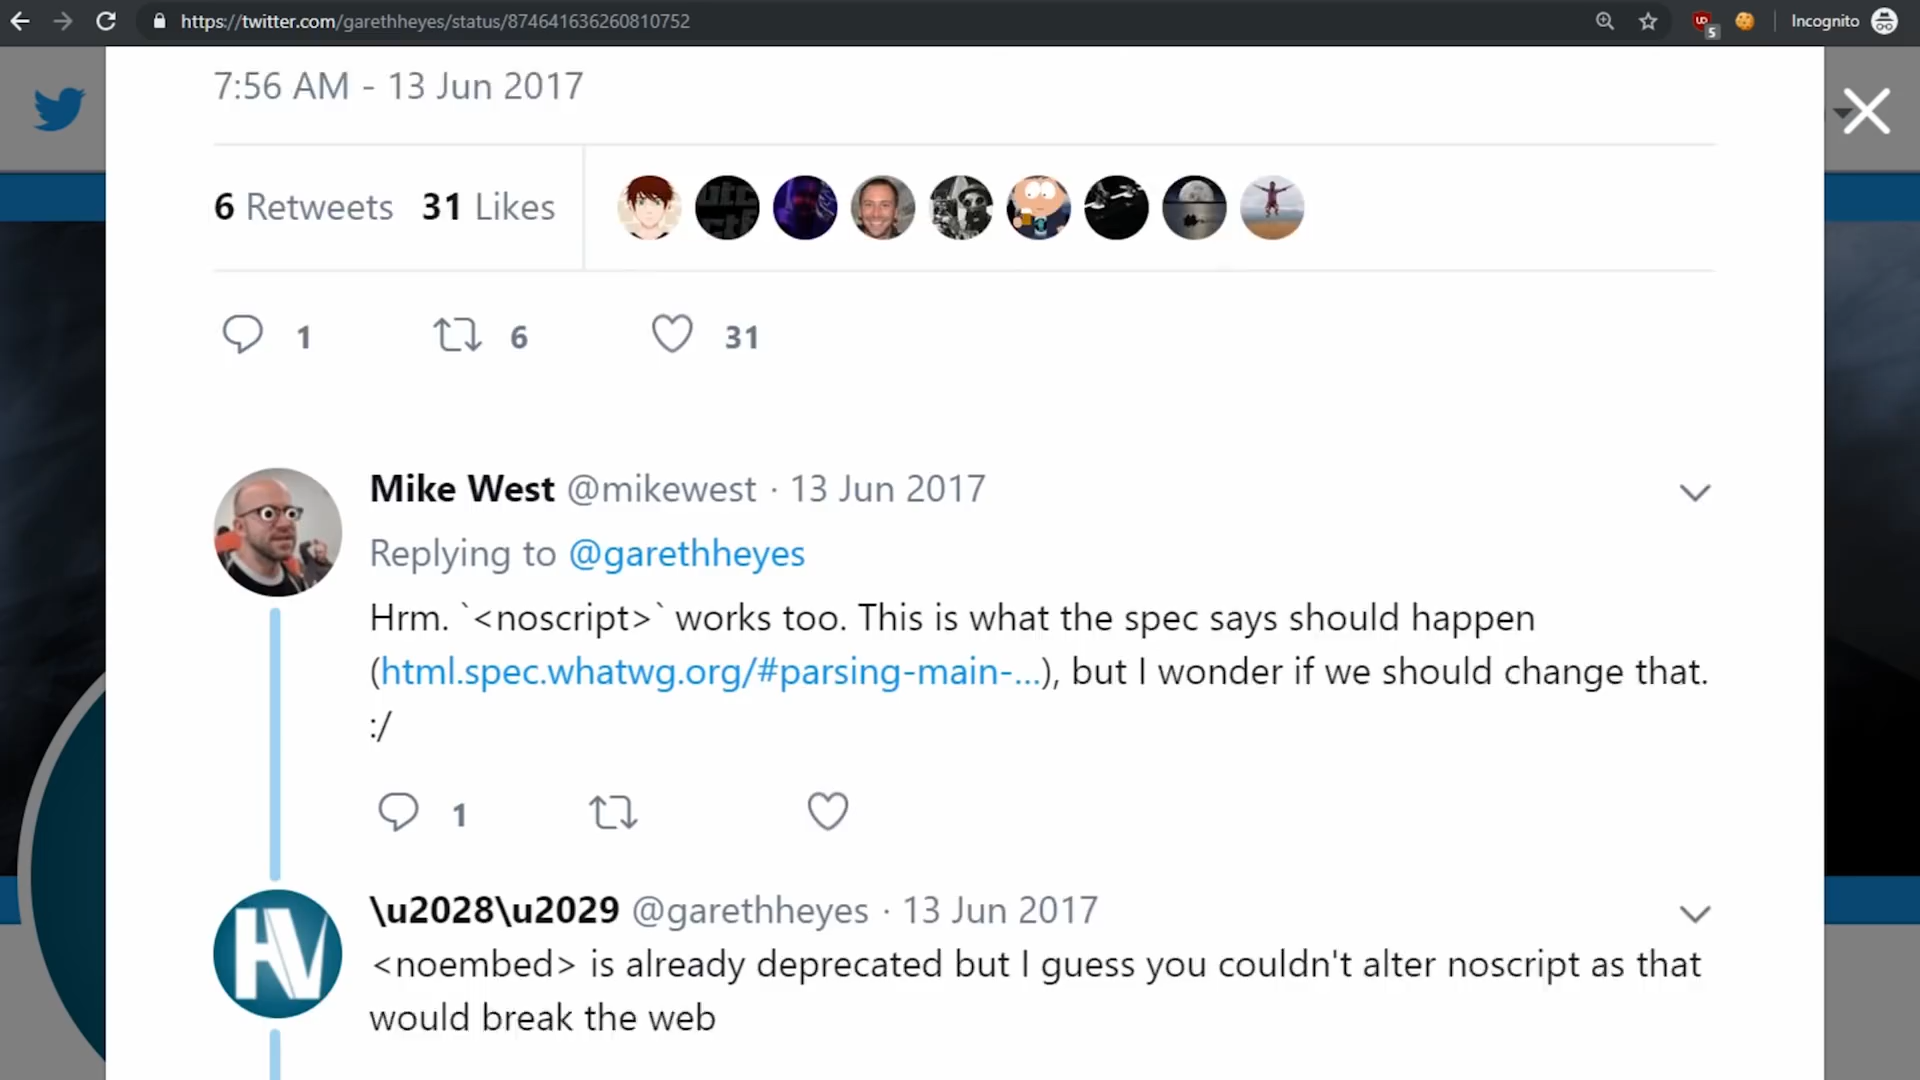 https://twitter.com/garethheyes/status/874641636260810752
5
Incognito
7:56 AM - 13 Jun 2017
6 Retweets 31 Likes
1 6 31
Mike West @mikewest · 13 Jun 2017
Replying to @garethheyes
Hrm. `<noscript>` works too. This is what the spec says should happen
(html.spec.whatwg.org/#parsing-main-…), but I wonder if we should change that.
:/
1
HV
\u2028\u2029 @garethheyes · 13 Jun 2017
<noembed> is already deprecated but I guess you couldn't alter noscript as that
would break the web